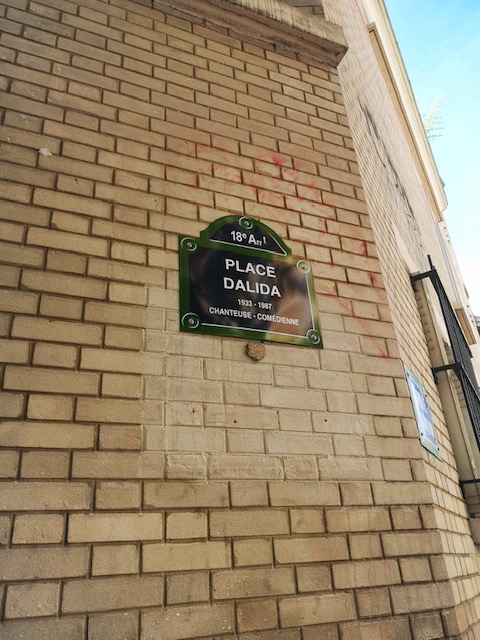 18e Arrt
PLACE
DALIDA
1933 - 1987
CHANTEUSE - COMÉDIENNE